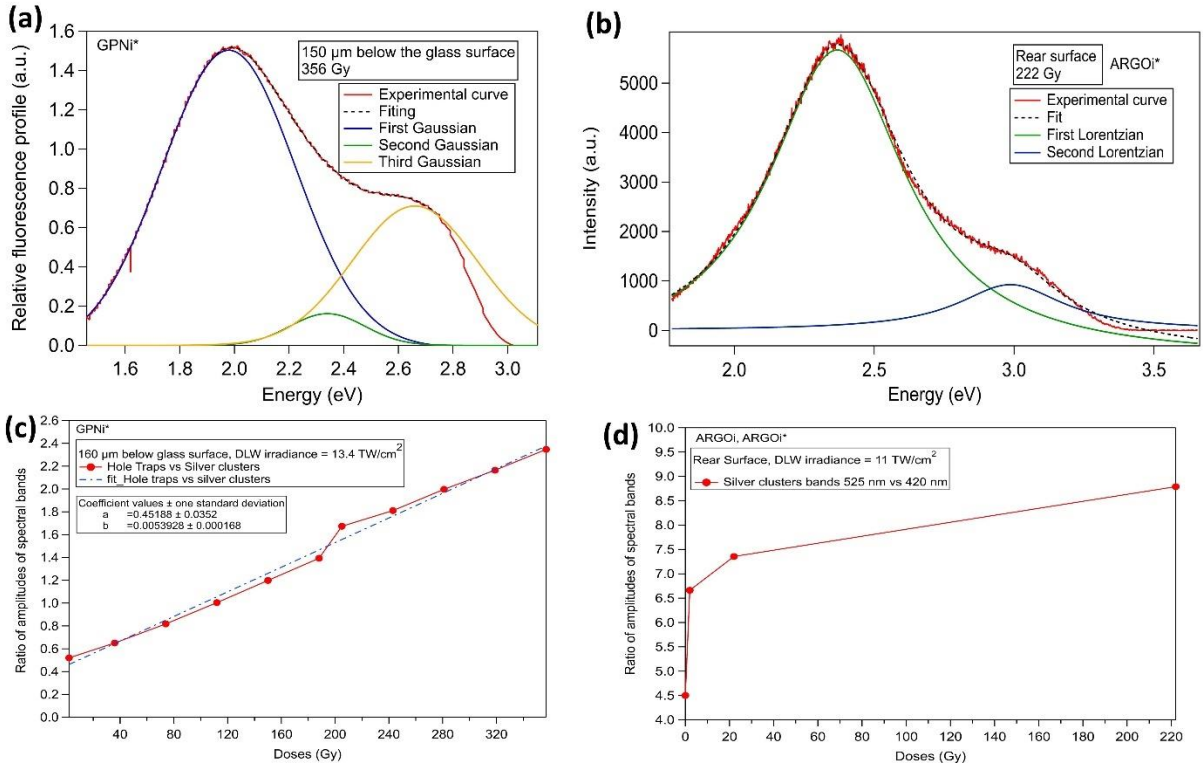 (a)
GPNi*
150 µm below the glass surface
356 Gy
Experimental curve
Fiting
First Gaussian
Second Gaussian
Third Gaussian
Relative fluorescence profile (a.u.)
1.6
1.4
1.2
1.0
0.8
0.6
0.4
0.2
0.0
1.6 1.8 2.0 2.2 2.4 2.6 2.8 3.0
Energy (eV)
(b)
Rear surface
222 Gy
ARGOi*
Experimental curve
Fit
First Lorentzian
Second Lorentzian
Intensity (a.u.)
5000
4000
3000
2000
1000
0
2.0 2.5 3.0 3.5
Energy (eV)
(c)
GPNi*
160 µm below glass surface, DLW irradiance = 13.4 TW/cm²
Hole Traps vs Silver clusters
fit_Hole traps vs silver clusters
Coefficient values ± one standard deviation
a =0.45188 ± 0.0352
b =0.0053928 ± 0.000168
Ratio of amplitudes of spectral bands
2.6
2.4
2.2
2.0
1.8
1.6
1.4
1.2
1.0
0.8
0.6
0.4
0.2
0.0
40 80 120 160 200 240 280 320
Doses (Gy)
(d)
ARGOi, ARGOi*
Rear Surface, DLW irradiance = 11 TW/cm²
Silver clusters bands 525 nm vs 420 nm
Ratio of amplitudes of spectral bands
10.0
9.5
9.0
8.5
8.0
7.5
7.0
6.5
6.0
5.5
5.0
4.5
4.0
0 20 40 60 80 100 120 140 160 180 200 220
Doses (Gy)